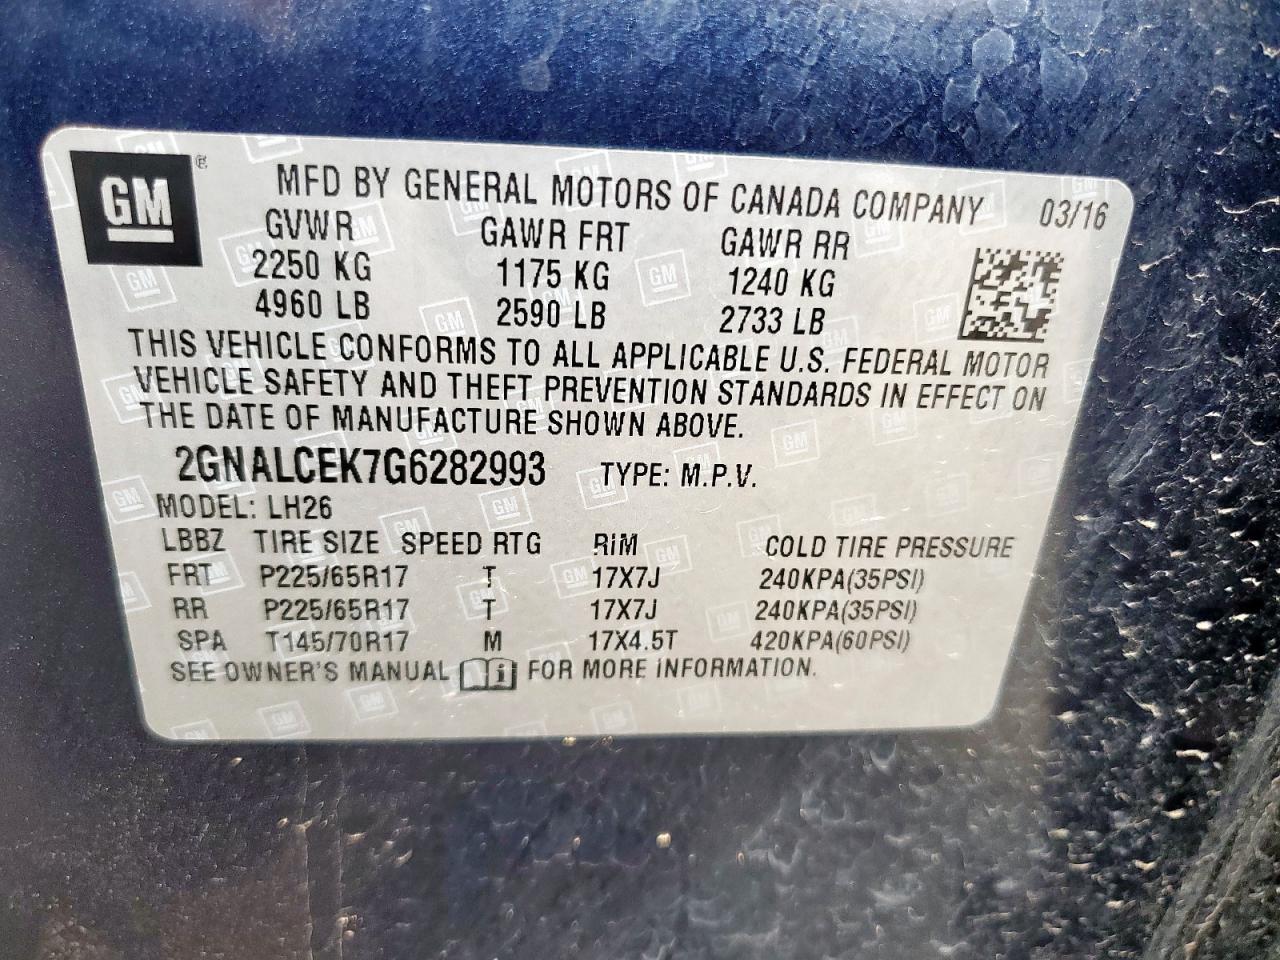 GM ® MFD BY GENERAL MOTORS OF CANADA COMPANY 03/16
GVWR GAWR FRT GAWR RR
2250 KG 1175 KG 1240 KG
4960 LB 2590 LB 2733 LB
THIS VEHICLE CONFORMS TO ALL APPLICABLE U.S. FEDERAL MOTOR
VEHICLE SAFETY AND THEFT PREVENTION STANDARDS IN EFFECT ON
THE DATE OF MANUFACTURE SHOWN ABOVE.
2GNALCEK7G6282993 TYPE: M.P.V.
MODEL: LH26
LBBZ TIRE SIZE SPEED RTG RIM COLD TIRE PRESSURE
FRT P225/65R17 T 17X7J 240KPA(35PSI)
RR P225/65R17 T 17X7J 240KPA(35PSI)
SPA T145/70R17 M 17X4.5T 420KPA(60PSI)
SEE OWNER'S MANUAL i FOR MORE INFORMATION.